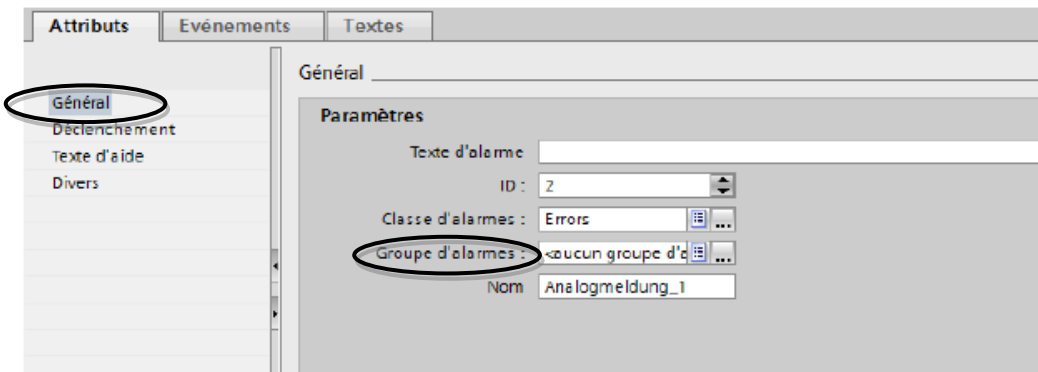 Attributs Evénements Textes
Général
Général
Déclenchement
Texte d'aide
Divers
Paramètres
Texte d'alarme
ID : 2
Classe d'alarmes : Errors ...
Groupe d'alarmes : <aucun groupe d'a ...
Nom Analogmeldung_1